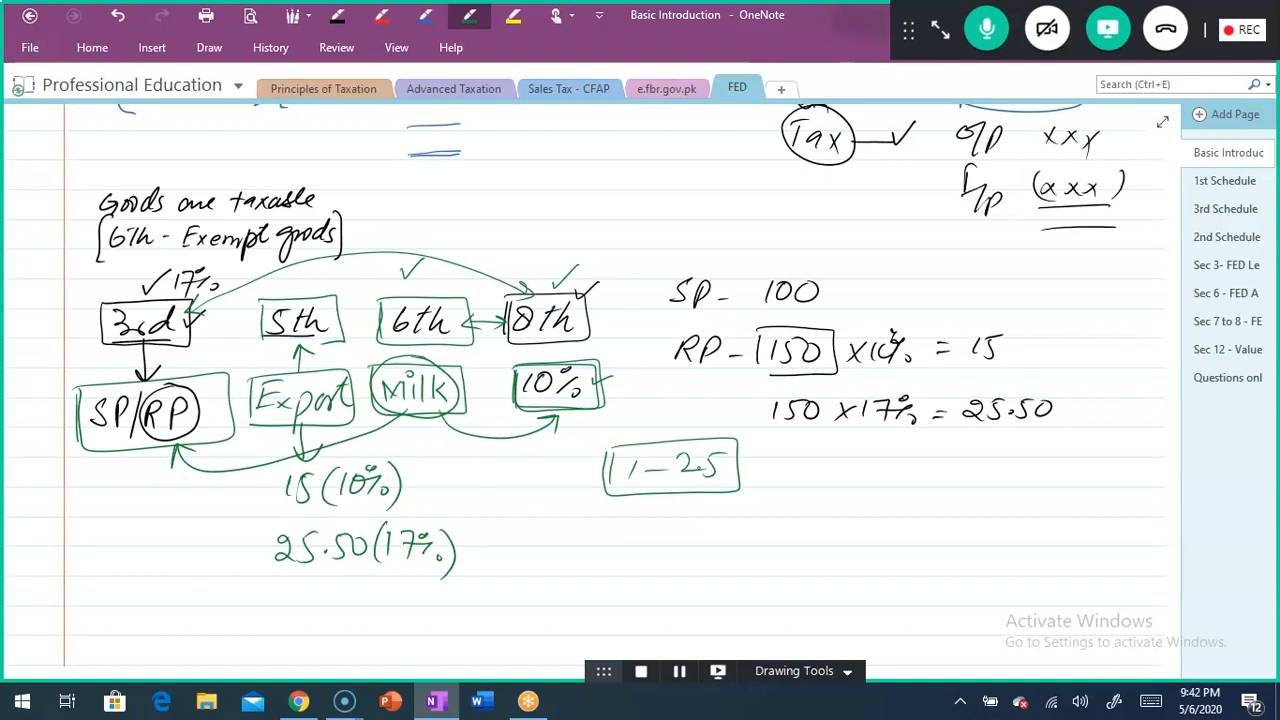 Basic Introduction - OneNote
REC
File Home Insert Draw History Review View Help
Professional Education
Principles of Taxation
Advanced Taxation
Sales Tax - CFAP
e.fbr.gov.pk
FED
Search (Ctrl+E)
Add Page
Basic Introduc
1st Schedule
3rd Schedule
2nd Schedule
Sec 3- FED Le
Sec 6 - FED A
Sec 7 to 8 - FE
Sec 12 - Value
Questions onl
Tax
O/p xxx
I/p (xxx)
Goods are taxable
[6th - Exempt goods]
17%
3rd 5th 6th 8th
SP/RP Export Milk 10%
15 (10%)
25.50 (17%)
SP - 100
RP - 150 x 10% = 15
150 x 17% = 25.50
Activate Windows
Go to Settings to activate Windows.
Drawing Tools
9:42 PM
5/6/2020
12